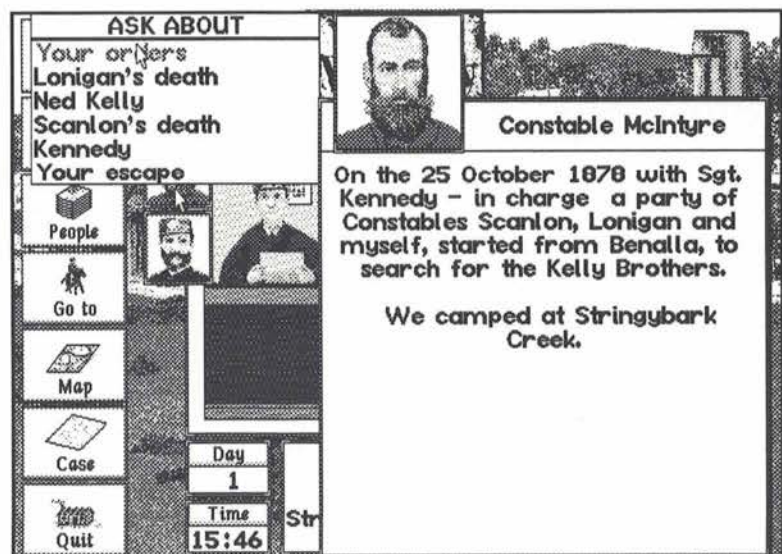 ASK ABOUT
Your orders
Lonigan's death
Ned Kelly
Scanlon's death
Kennedy
Your escape
People
Go to
Map
Case
Quit
Day
1
Time
15:46
Str
Constable McIntyre
On the 25 October 1878 with Sgt.
Kennedy - in charge a party of
Constables Scanlon, Lonigan and
myself, started from Benalla, to
search for the Kelly Brothers.
We camped at Stringybark
Creek.